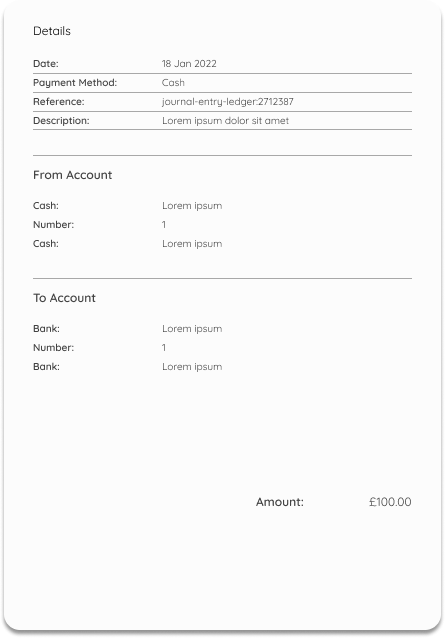 Details
Date: 18 Jan 2022
Payment Method: Cash
Reference: journal-entry-ledger:2712387
Description: Lorem ipsum dolor sit amet
From Account
Cash: Lorem ipsum
Number: 1
Cash: Lorem ipsum
To Account
Bank: Lorem ipsum
Number: 1
Bank: Lorem ipsum
Amount: £100.00